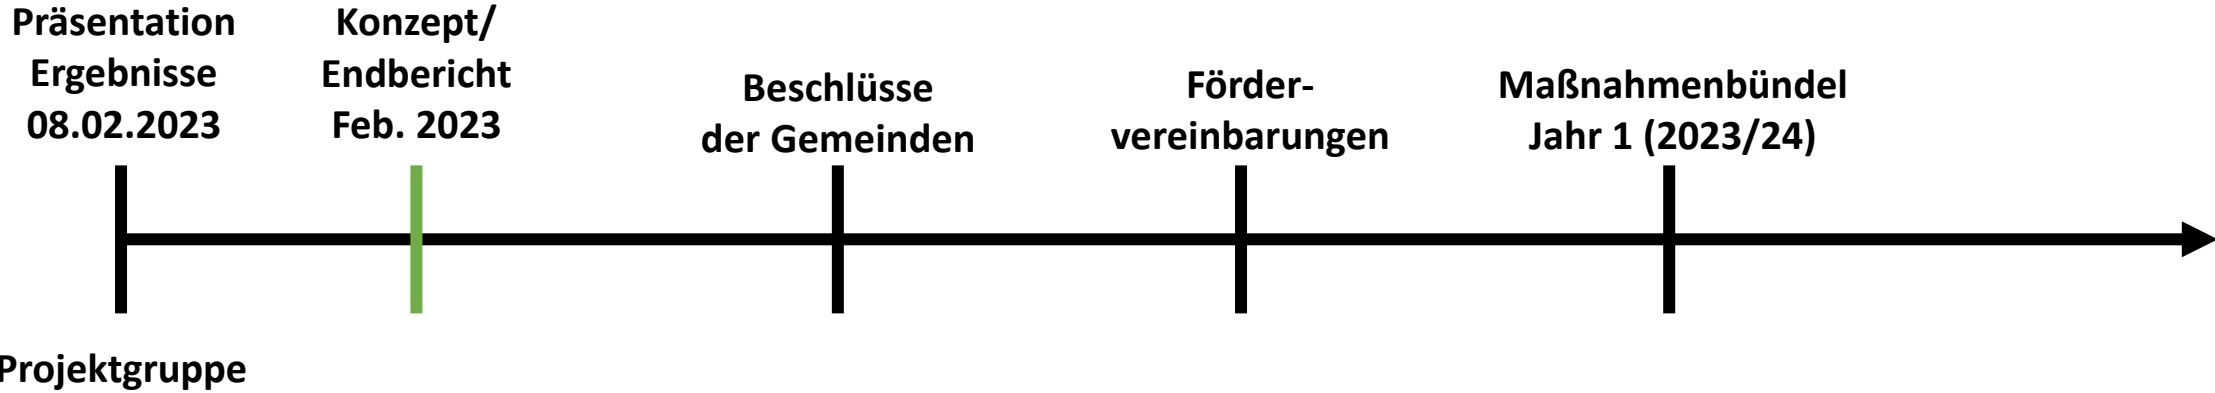 Präsentation
Ergebnisse
08.02.2023
Konzept/
Endbericht
Feb. 2023
Beschlüsse
der Gemeinden
Förder-
vereinbarungen
Maßnahmenbündel
Jahr 1 (2023/24)
Projektgruppe